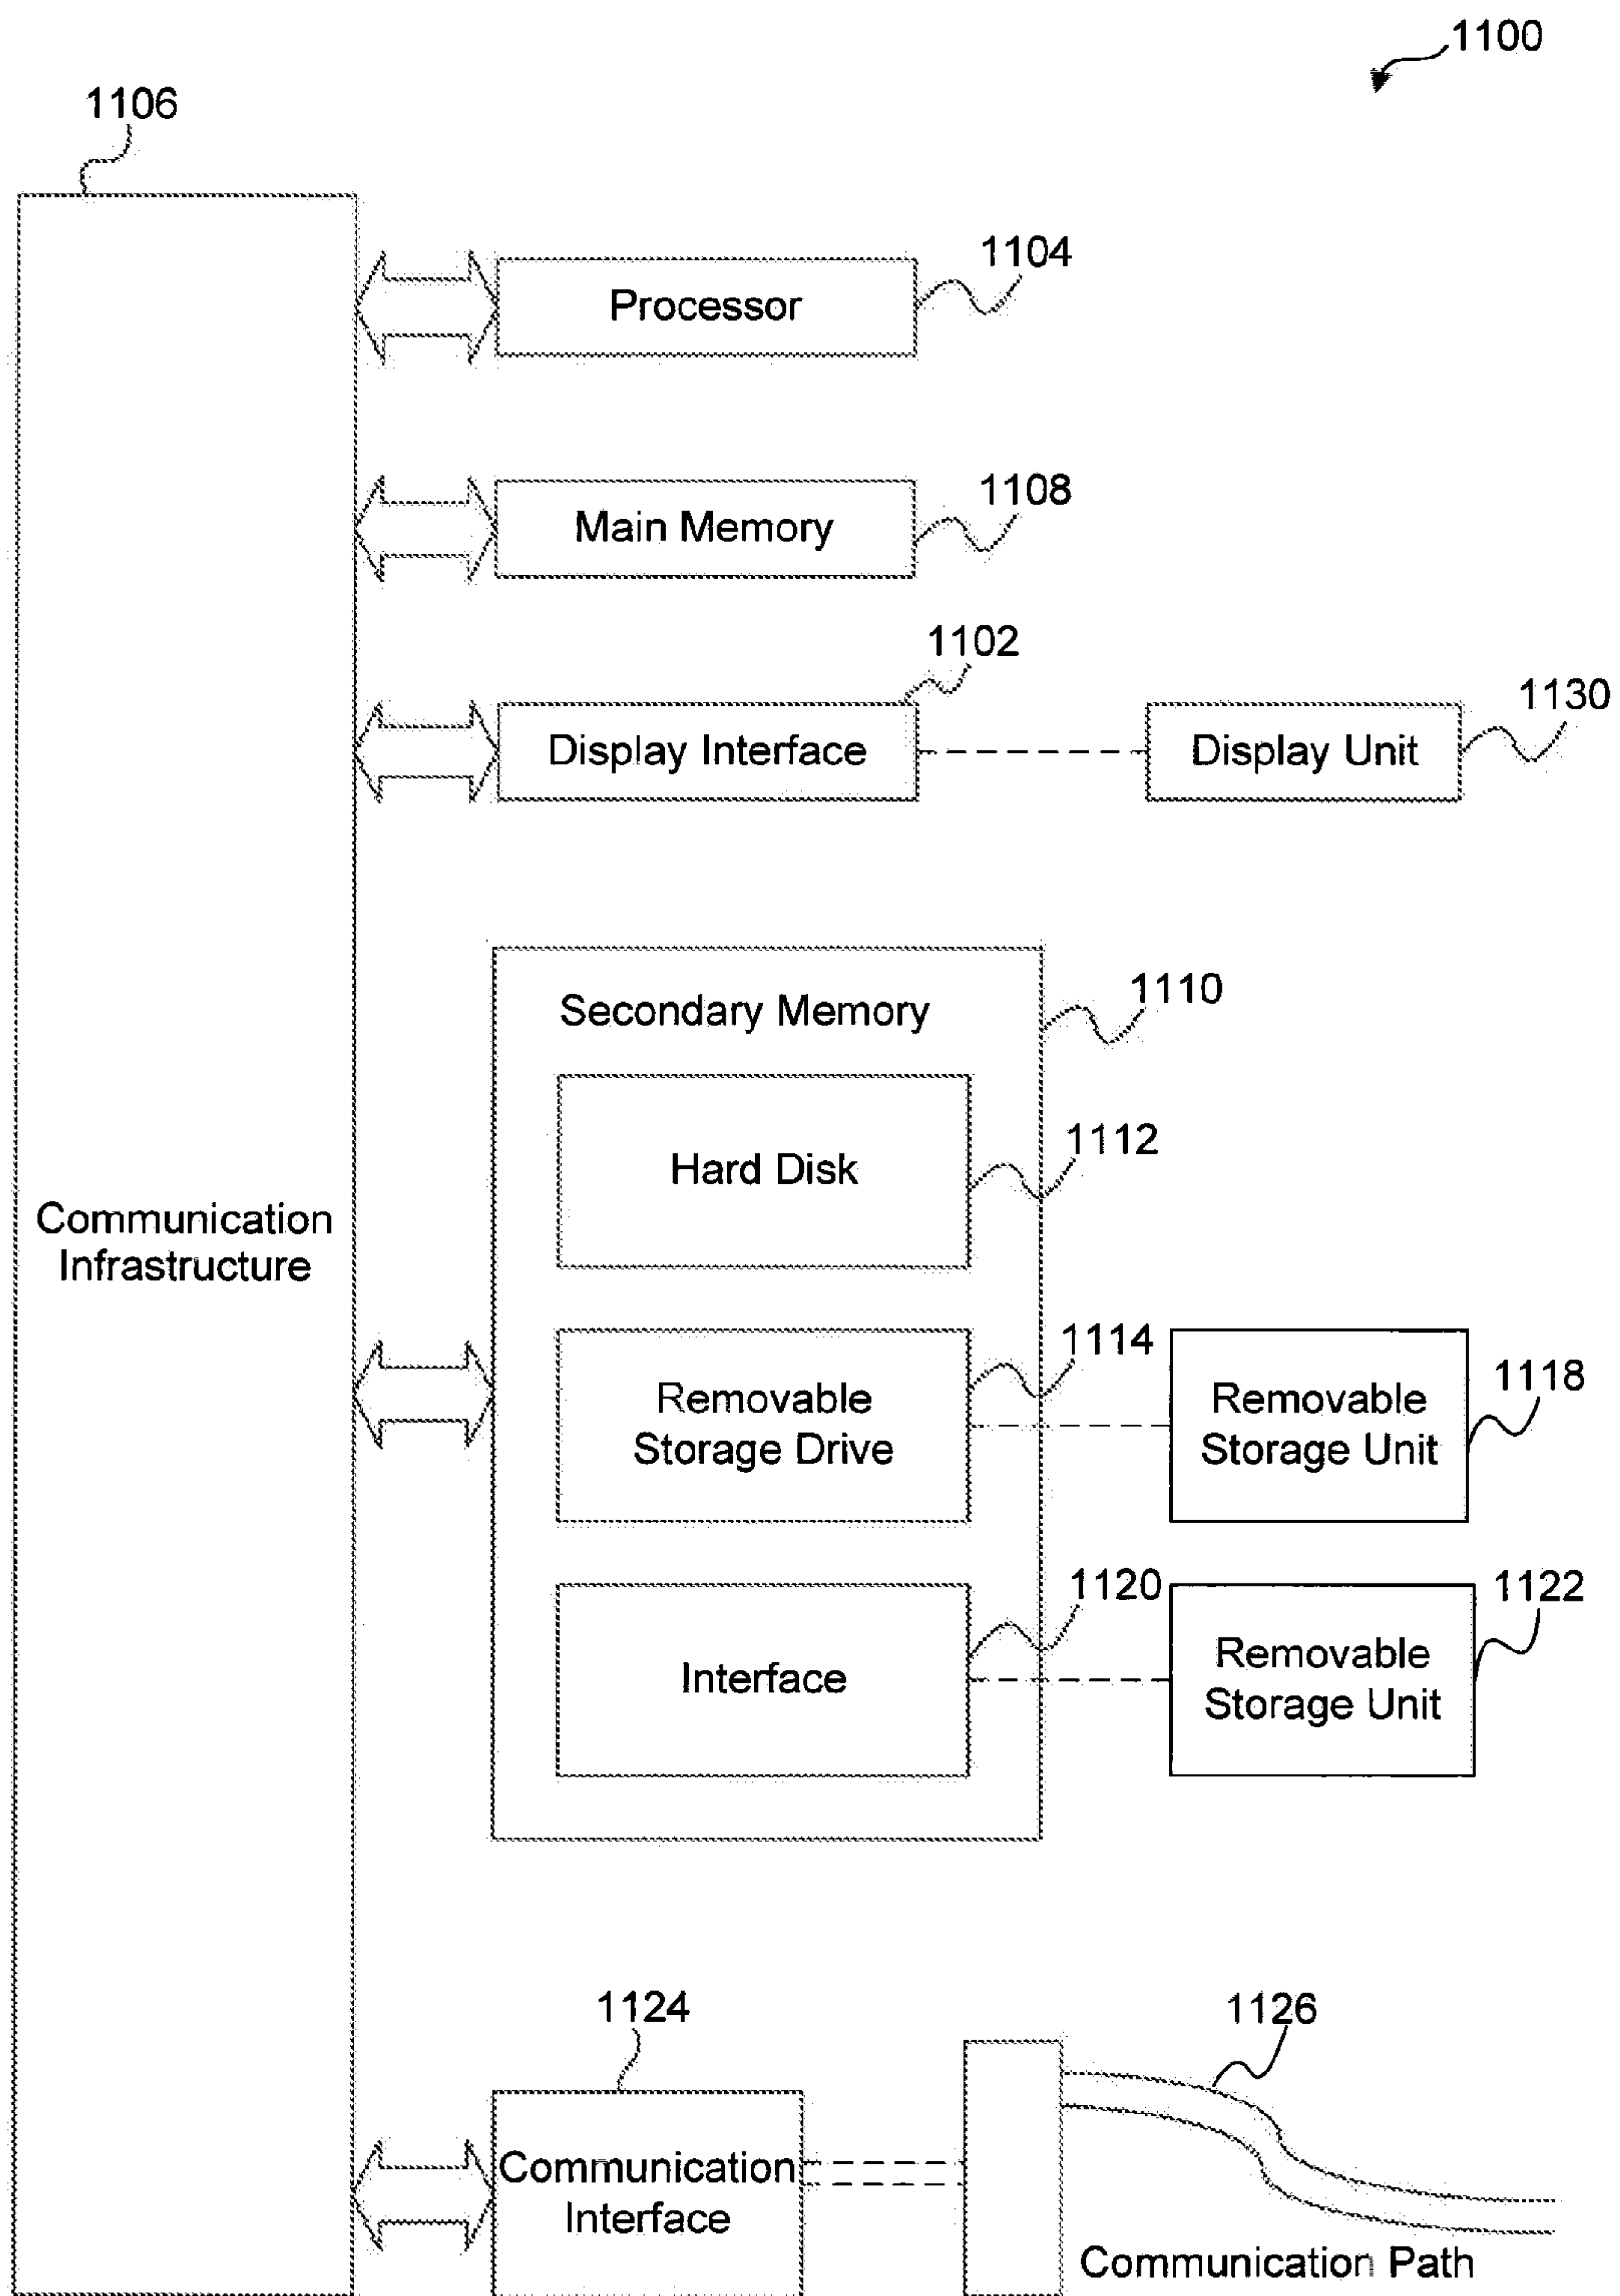 1100
1106
1104
Processor
1108
Main Memory
1102
1130
Display Interface
Display Unit
1110
Secondary Memory
1112
Hard Disk
Communication
Infrastructure
1114
1118
Removable
Storage Drive
Removable
Storage Unit
1120
1122
Interface
Removable
Storage Unit
1124
1126
Communication
Interface
Communication Path